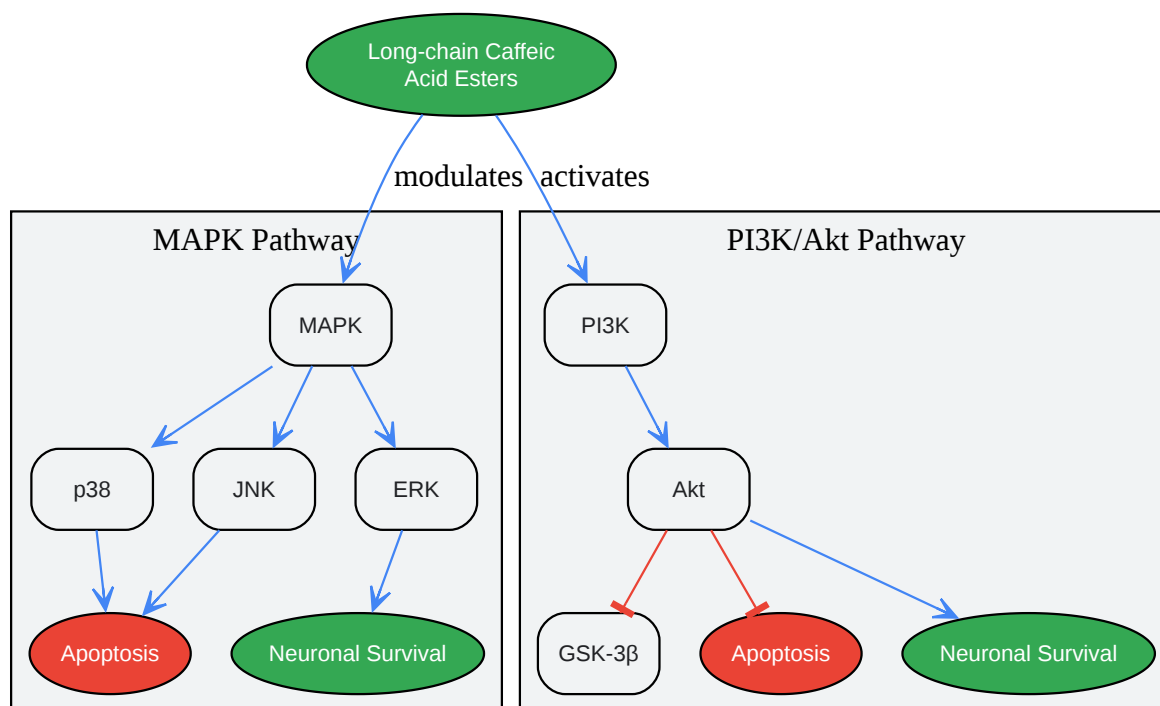 Long-chain Caffeic
Acid Esters
modulates
activates
MAPK Pathway
PI3K/Akt Pathway
MAPK
PI3K
p38
JNK
ERK
Akt
Apoptosis
Neuronal Survival
GSK-3β
Apoptosis
Neuronal Survival